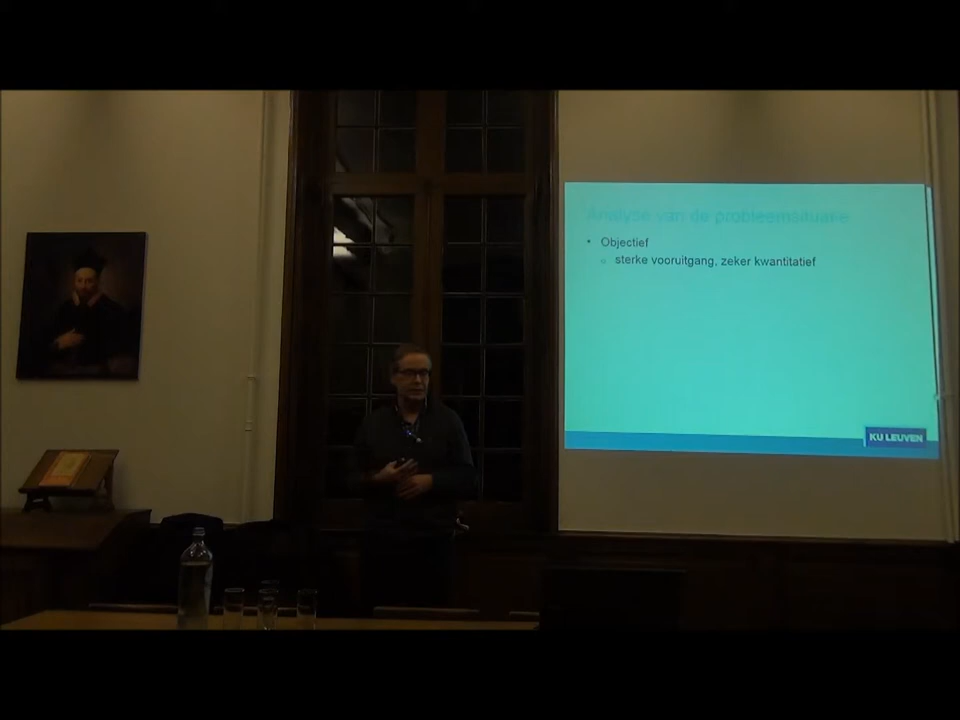 Analyse van de probleemsituatie
• Objectief
sterke vooruitgang, zeker kwantitatief
KU LEUVEN